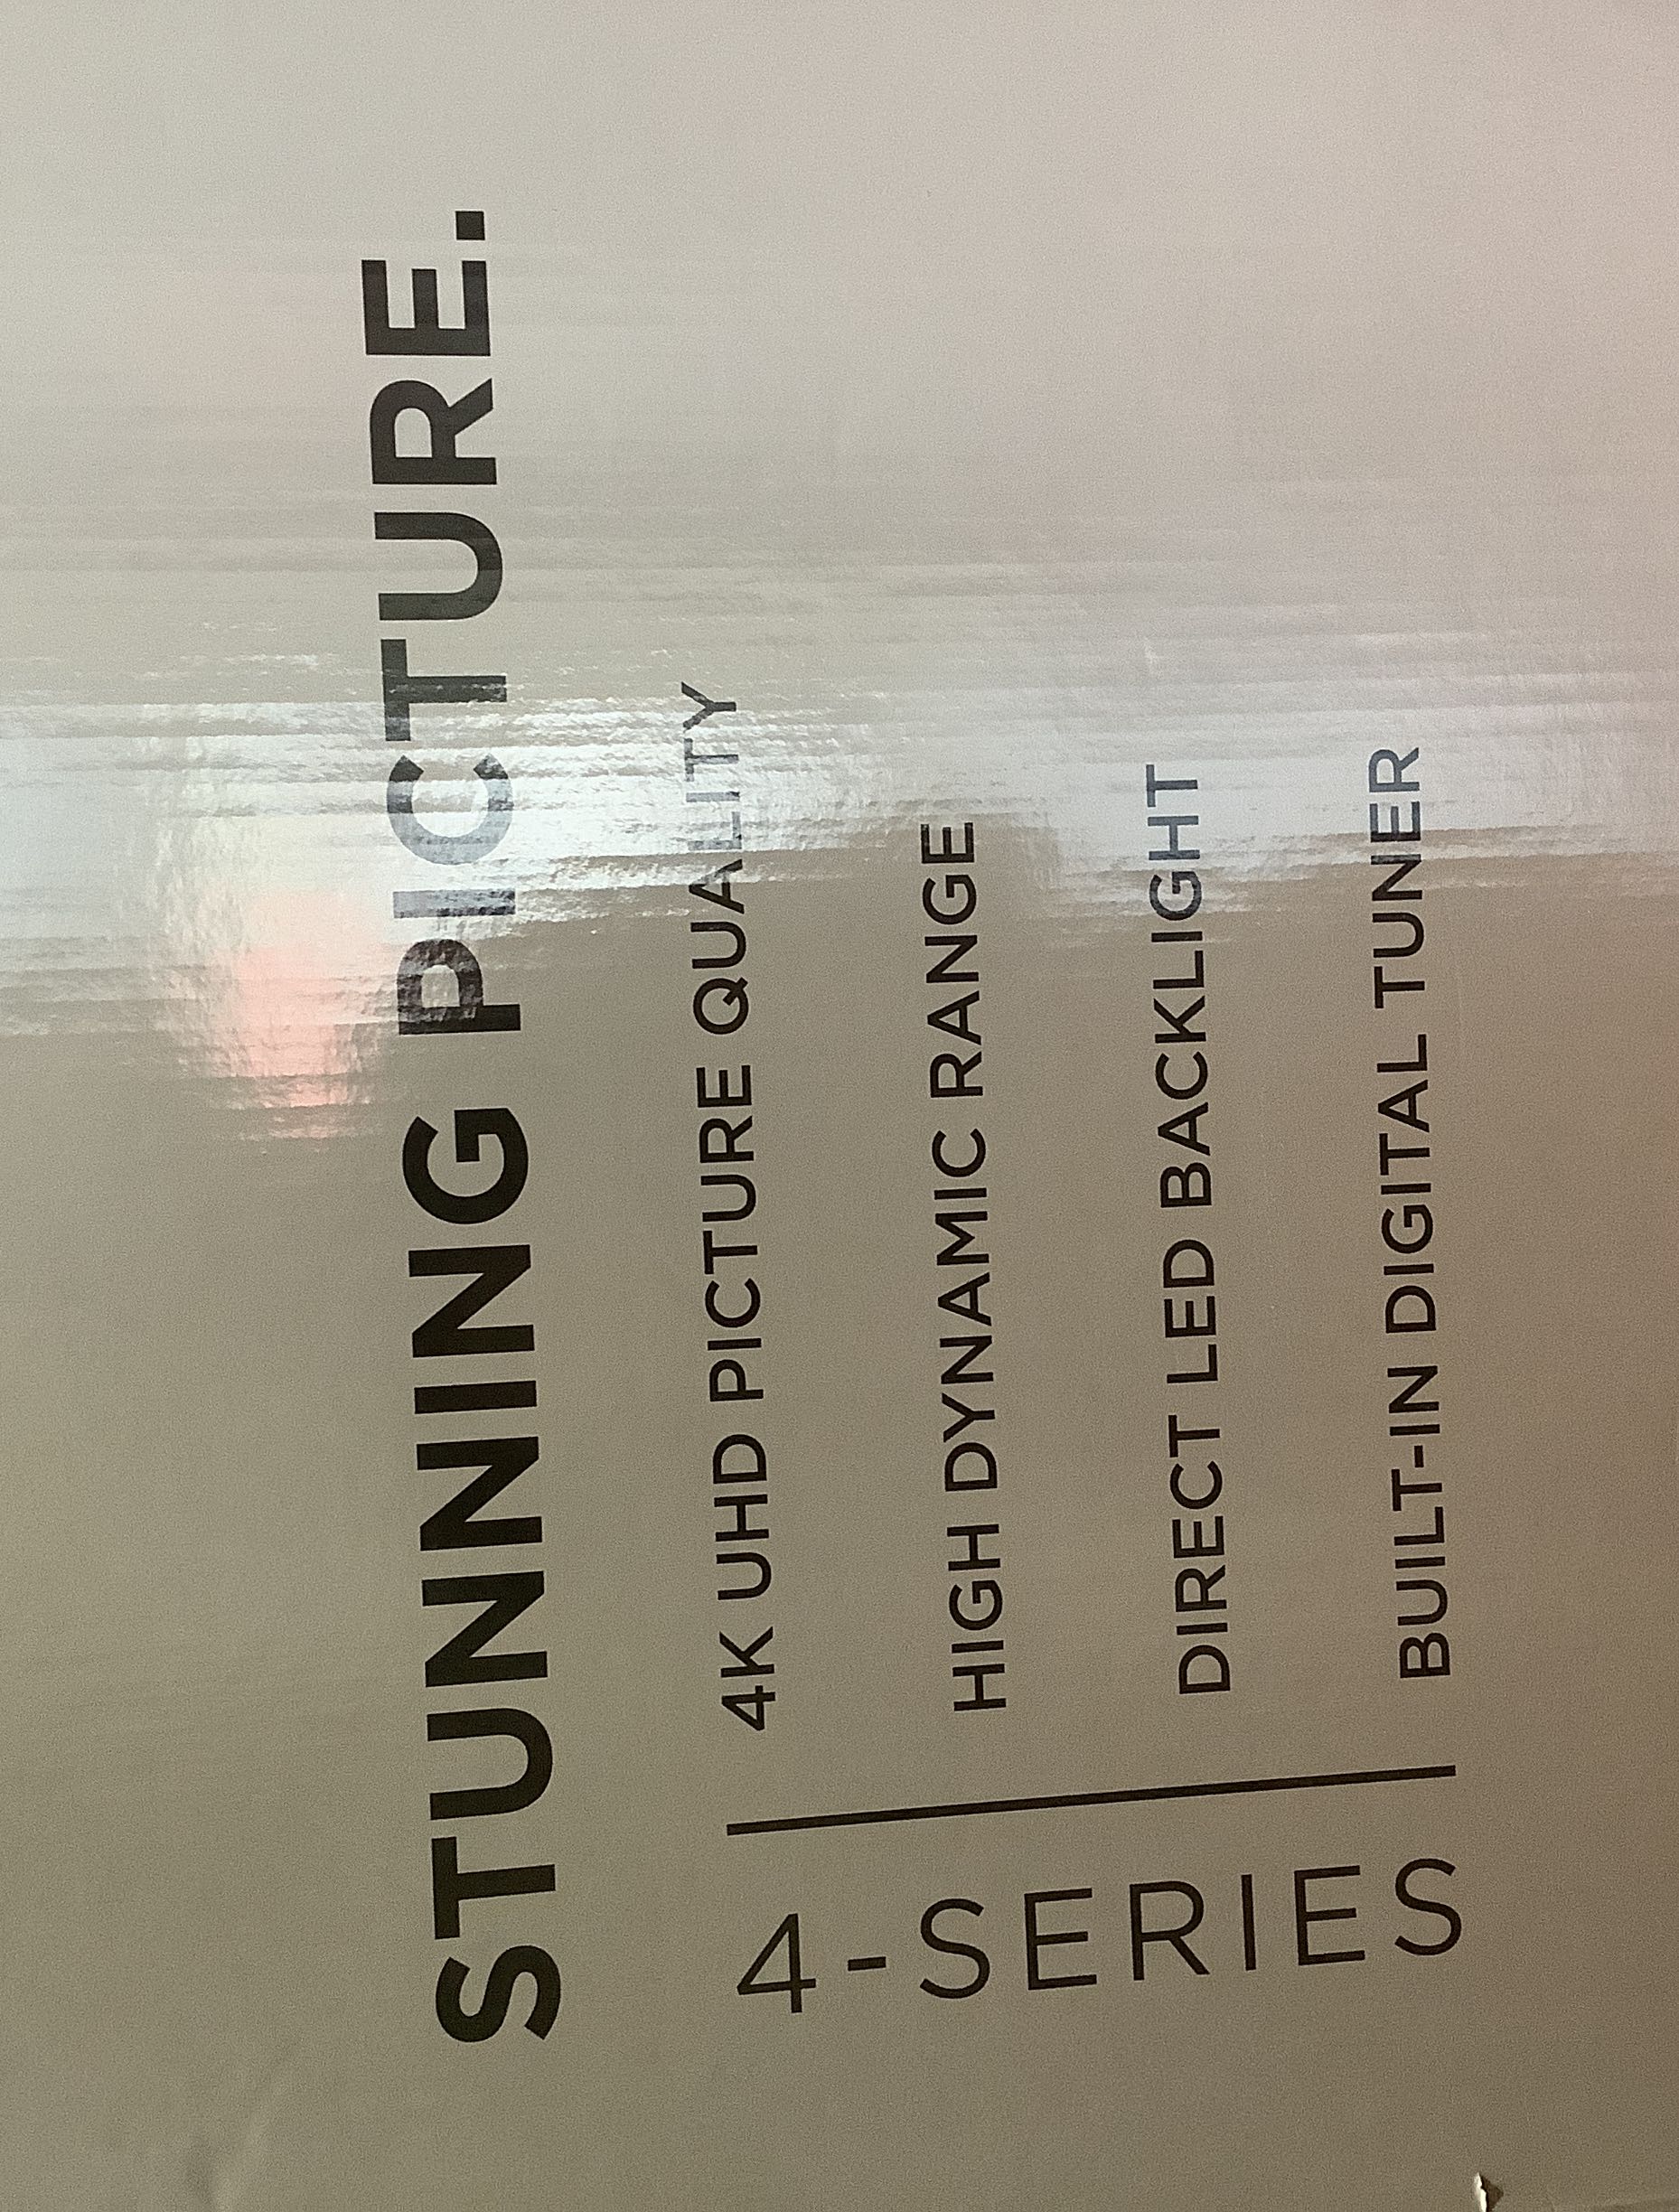 STUNNING PICTURE.
4K UHD PICTURE QUALITY
HIGH DYNAMIC RANGE
DIRECT LED BACKLIGHT
BUILT-IN DIGITAL TUNER
4-SERIES